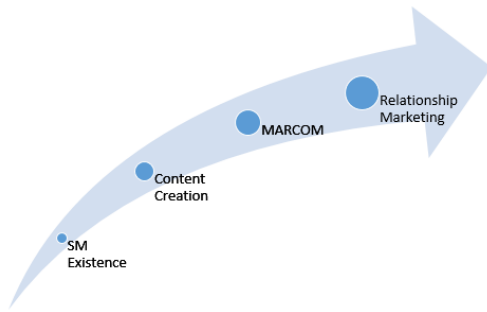 Relationship
Marketing
MARCOM
Content
Creation
SM
Existence